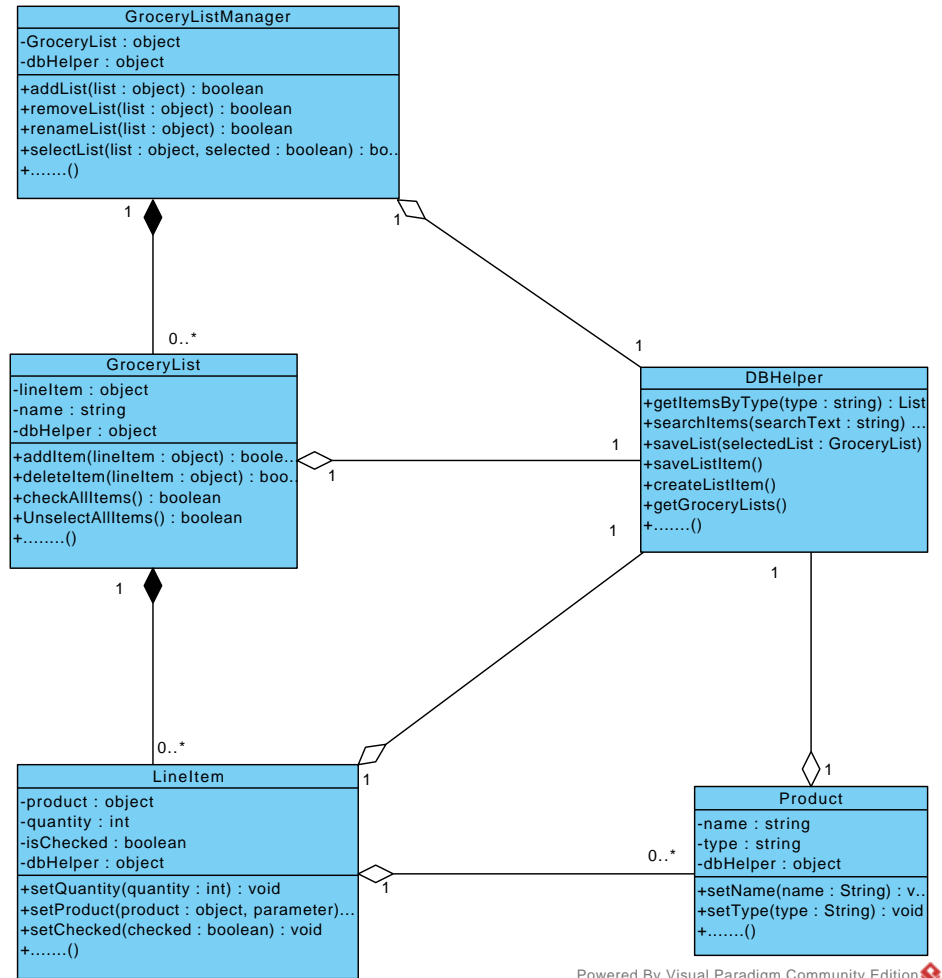 GroceryListManager
-GroceryList : object
-dbHelper : object
+addList(list : object) : boolean
+removeList(list : object) : boolean
+renameList(list : object) : boolean
+selectList(list : object, selected : boolean) : bo..
+.......()
1
1
0..*
1
GroceryList
-lineItem : object
-name : string
-dbHelper : object
+addItem(lineItem : object) : boole...
+deleteItem(lineItem : object) : boo..
+checkAllItems() : boolean
+UnselectAllItems() : boolean
+........()
DBHelper
+getItemsByType(type : string) : List
+searchItems(searchText : string) ...
+saveList(selectedList : GroceryList)
+saveListItem()
+createListItem()
+getGroceryLists()
+.......()
1
1
1
1
1
0..*
1
1
LineItem
-product : object
-quantity : int
-isChecked : boolean
-dbHelper : object
+setQuantity(quantity : int) : void
+setProduct(product : object, parameter)...
+setChecked(checked : boolean) : void
+.......()
0..*
1
Product
-name : string
-type : string
-dbHelper : object
+setName(name : String) : v..
+setType(type : String) : void
+.......()
Powered By Visual Paradigm Community Edition